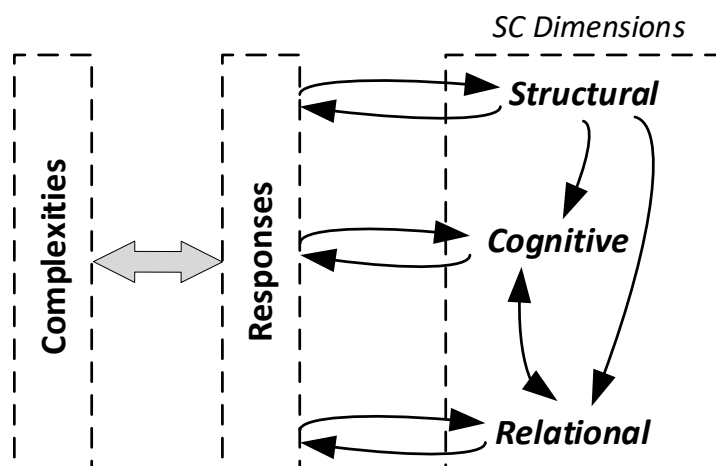 SC Dimensions
Structural
Complexities
Responses
Cognitive
Relational